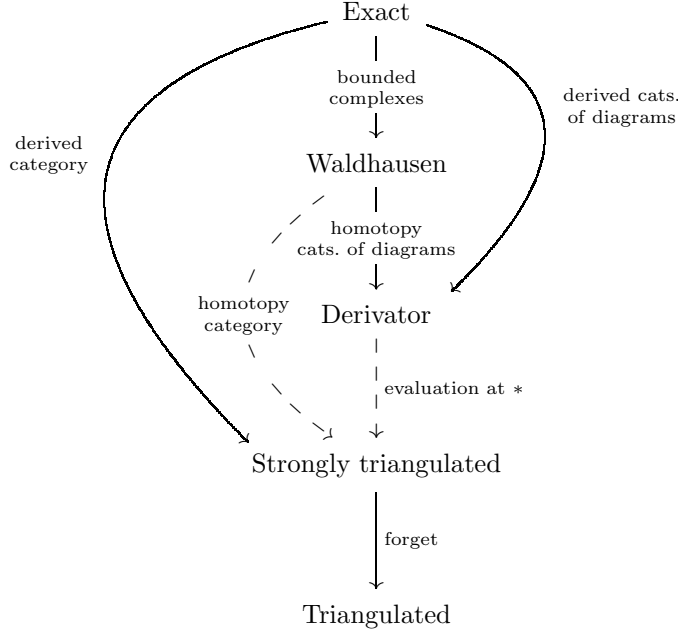 Exact
bounded
complexes
derived cats.
of diagrams
derived
category
Waldhausen
homotopy
cats. of diagrams
homotopy
category
Derivator
evaluation at *
Strongly triangulated
forget
Triangulated